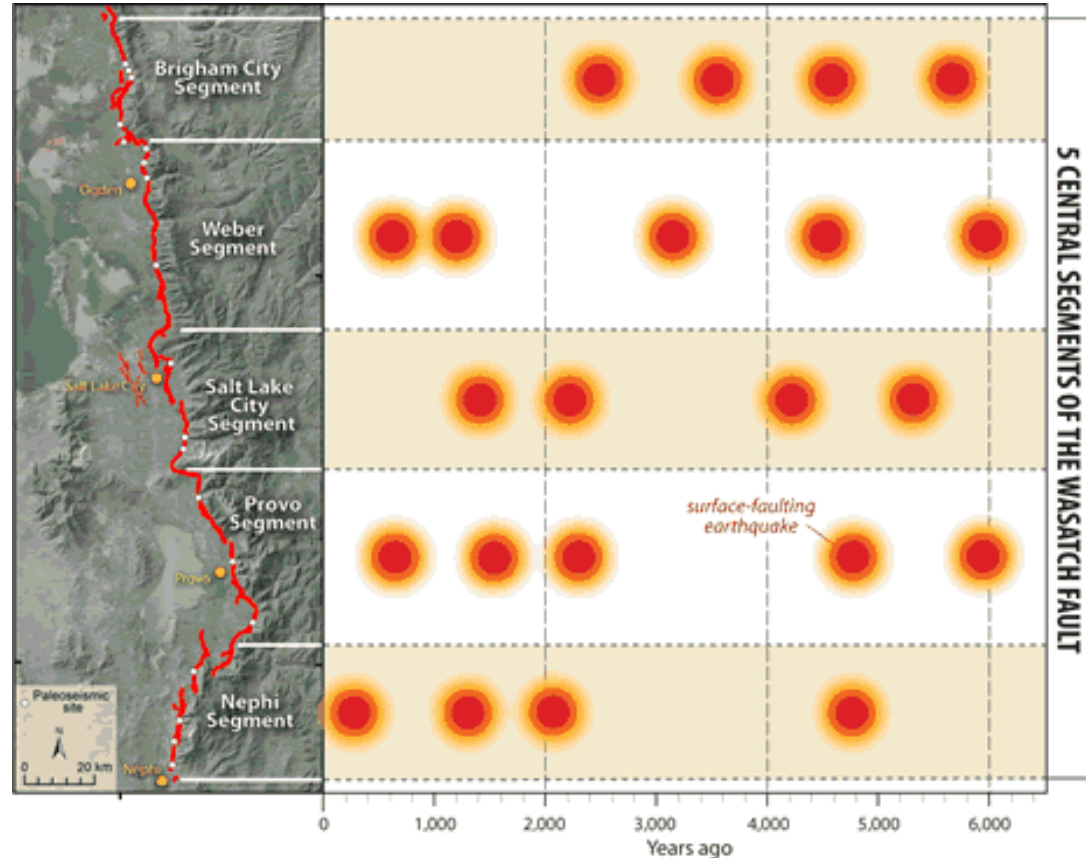 Brigham City
Segment
Ogden
Weber
Segment
Salt Lake City
Salt Lake
City
Segment
Provo
Segment
Provo
Nephi
Segment
Nephi
Paleoseismic
site
N
0 20 km
surface-faulting
earthquake
5 CENTRAL SEGMENTS OF THE WASATCH FAULT
0 1,000 2,000 3,000 4,000 5,000 6,000
Years ago